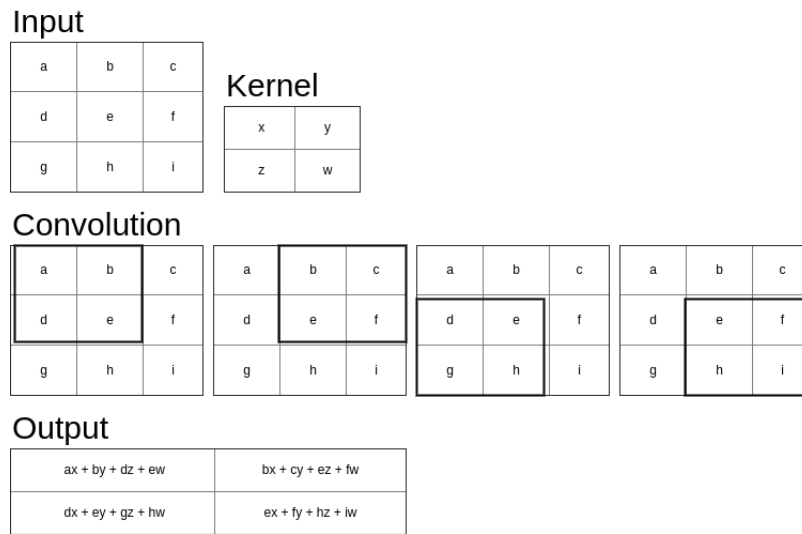 Input
a b c
d e f
g h i
Kernel
x y
z w
Convolution
a b c a b c a b c a b c
d e f d e f d e f d e f
g h i g h i g h i g h i
Output
ax + by + dz + ew bx + cy + ez + fw
dx + ey + gz + hw ex + fy + hz + iw